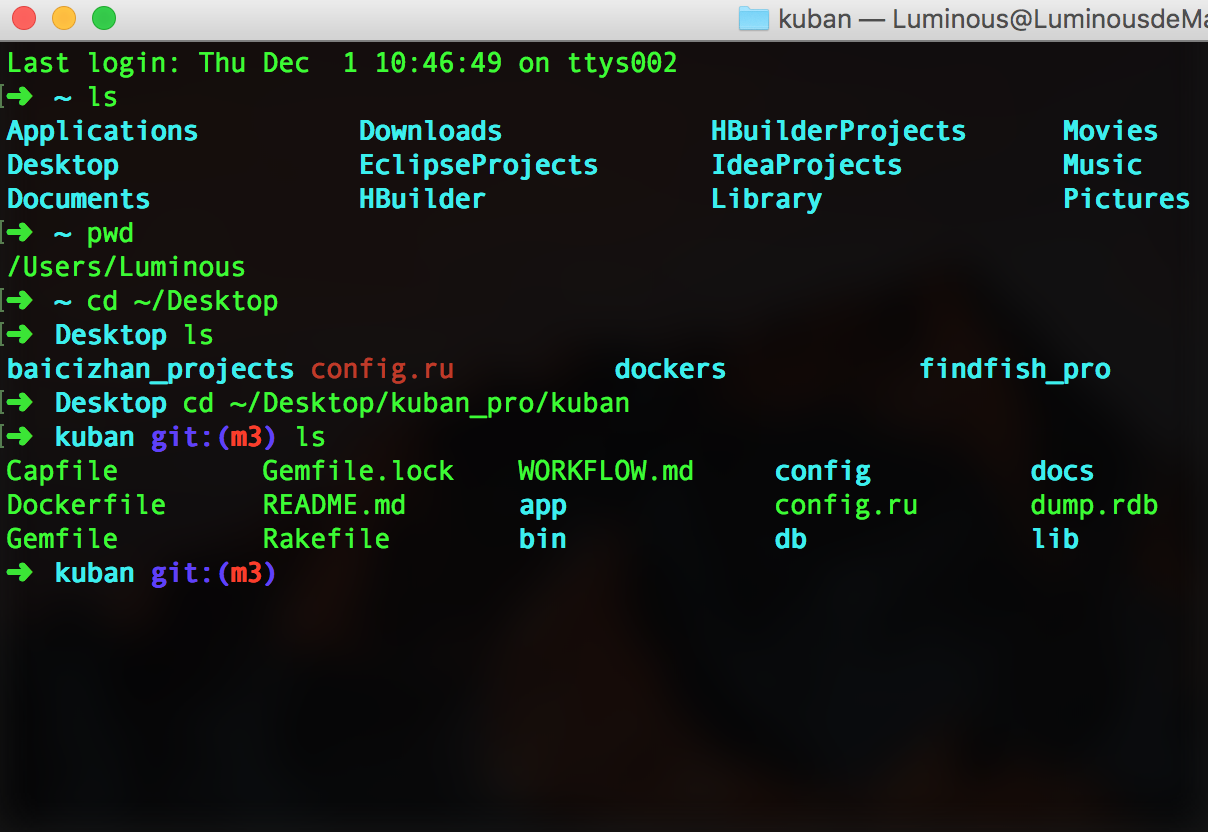 kuban — Luminous@LuminousdeMa
Last login: Thu Dec  1 10:46:49 on ttys002
➜  ~ ls
Applications Downloads HBuilderProjects Movies
Desktop EclipseProjects IdeaProjects Music
Documents HBuilder Library Pictures
➜  ~ pwd
/Users/Luminous
➜  ~ cd ~/Desktop
➜  Desktop ls
baicizhan_projects config.ru dockers findfish_pro
➜  Desktop cd ~/Desktop/kuban_pro/kuban
➜  kuban git:(m3) ls
Capfile Gemfile.lock WORKFLOW.md config docs
Dockerfile README.md app config.ru dump.rdb
Gemfile Rakefile bin db lib
➜  kuban git:(m3)